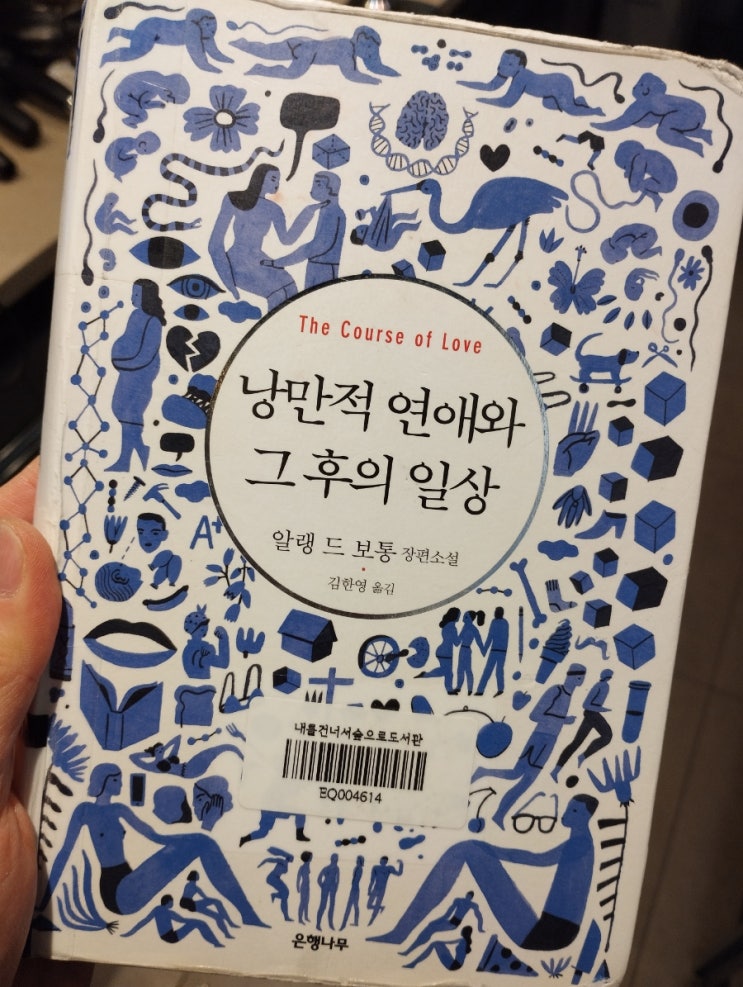 The Course of Love
낭만적 연애와
그 후의 일상
알랭 드 보통 장편소설
김한영 옮김
A+
내를건너서숲으로도서관
EQ004614
은행나무